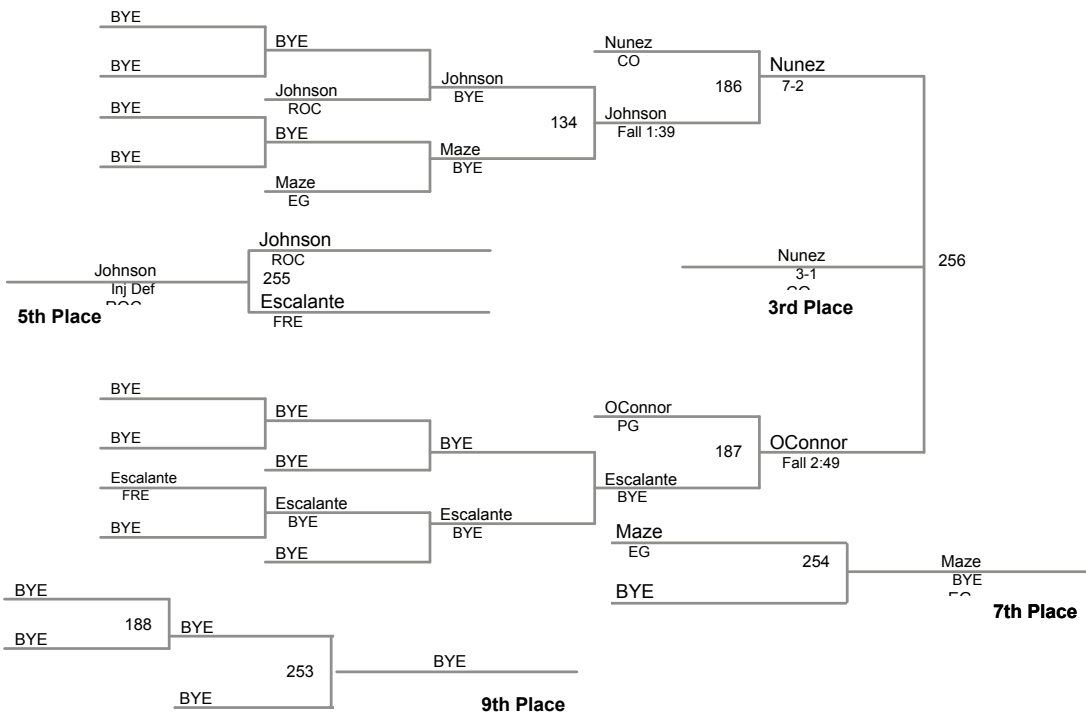 BYE
BYE
BYE
BYE
BYE
Johnson
ROC
BYE
Maze
EG
Johnson
BYE
Maze
BYE
134
Nunez
CO
Johnson
Fall 1:39
186
Nunez
7-2
256
Johnson
Inj Def
5th Place
Johnson
ROC
255
Escalante
FRE
Nunez
3-1
3rd Place
BYE
BYE
Escalante
FRE
BYE
BYE
BYE
Escalante
BYE
BYE
BYE
Escalante
BYE
OConnor
PG
Escalante
BYE
187
OConnor
Fall 2:49
Maze
EG
254
BYE
Maze
BYE
7th Place
BYE
188
BYE
BYE
253
BYE
BYE
9th Place